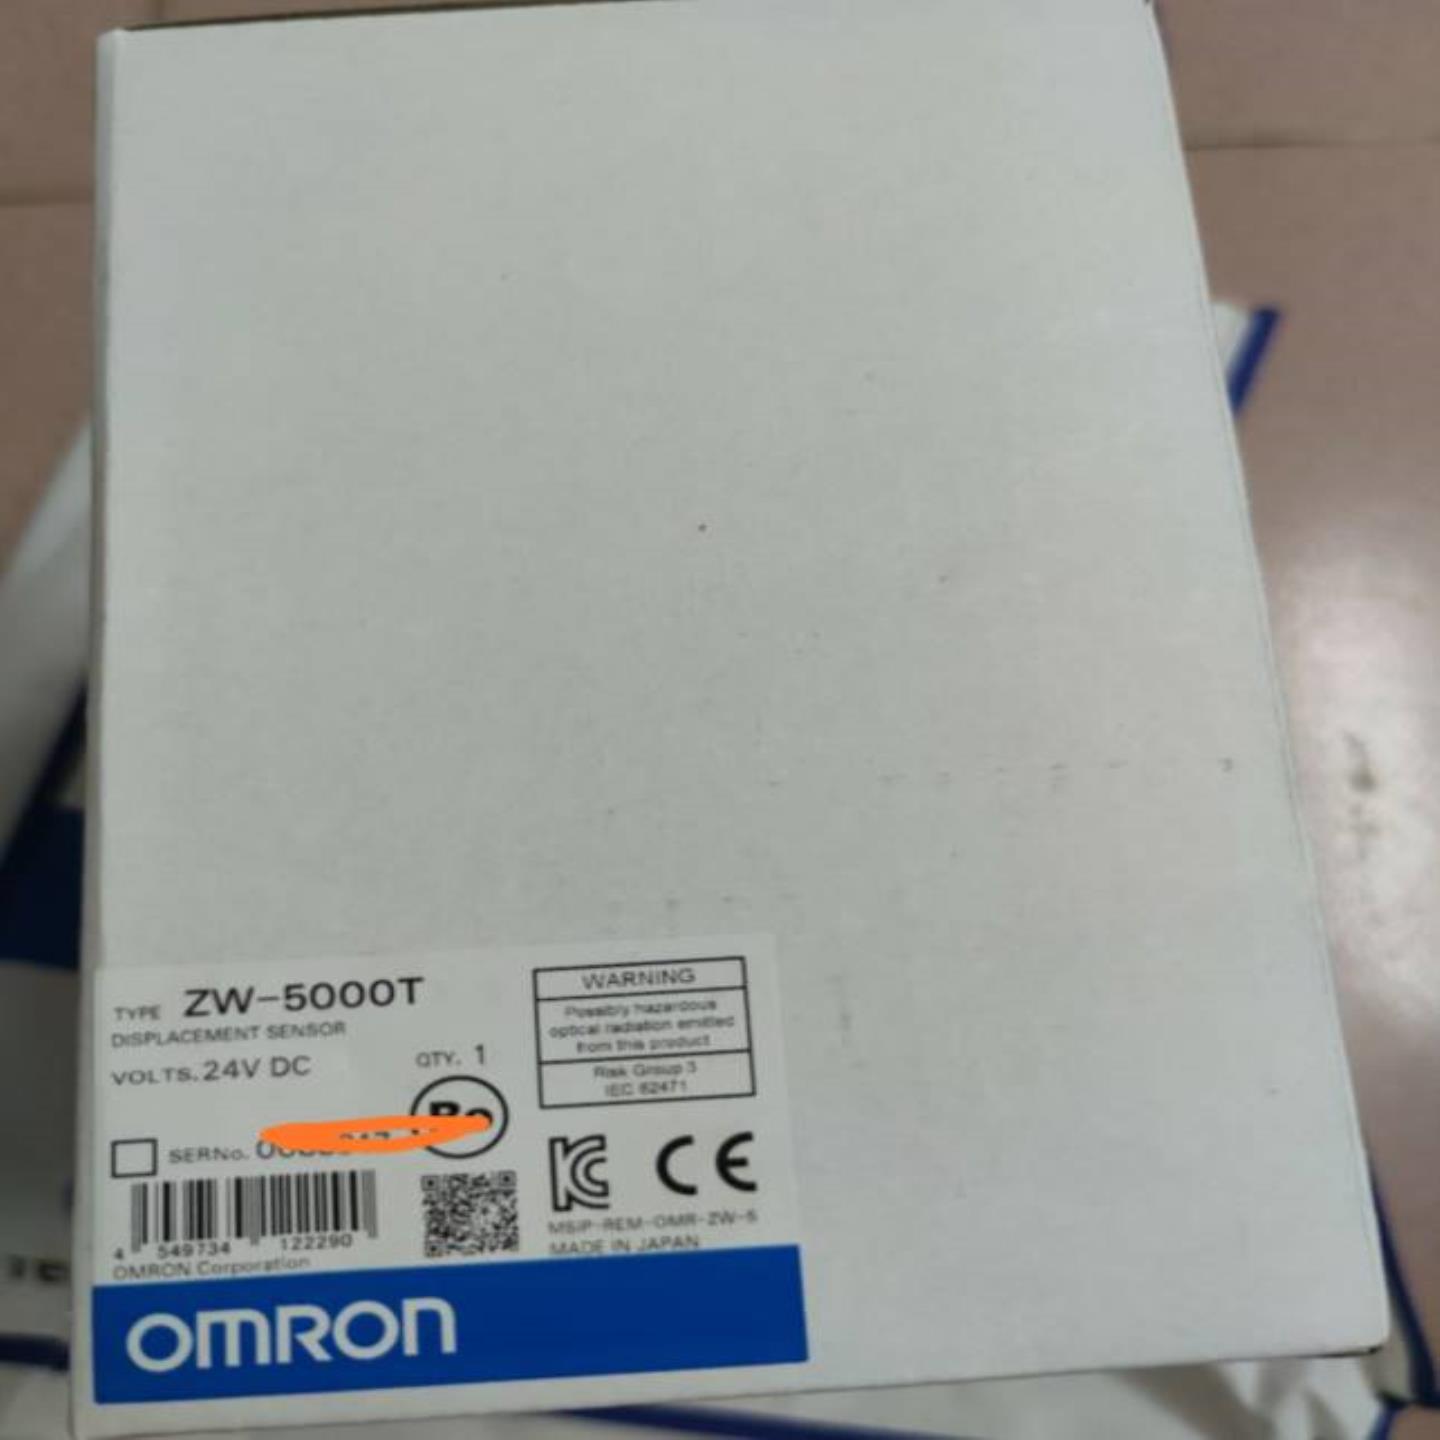 TYPE ZW-5000T
DISPLACEMENT SENSOR
VOLTS. 24V DC
QTY. 1
SERNo.
4 549734 122290
OMRON Corporation
WARNING
Possibly hazardous
optical radiation emitted
from this product
Risk Group 3
IEC 62471
CE
MSIP-REM-OMR-ZW-5
MADE IN JAPAN
OMRON